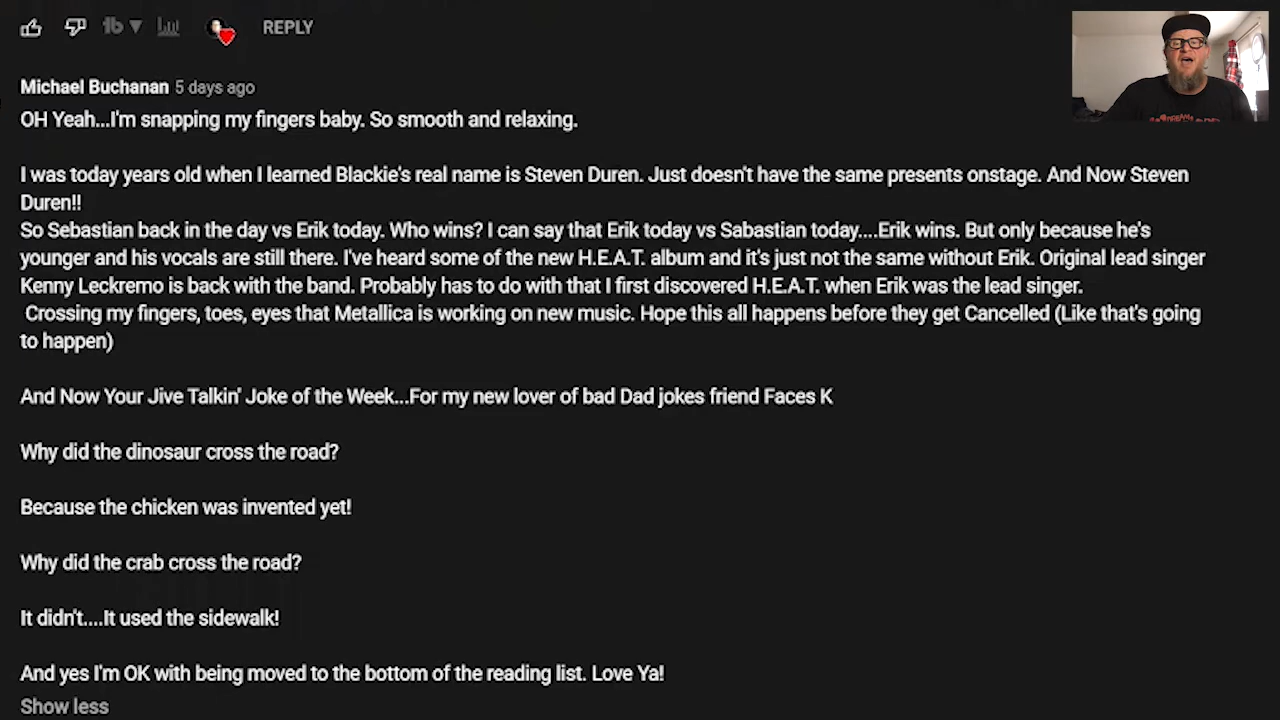 REPLY
Michael Buchanan 5 days ago
OH Yeah...I'm snapping my fingers baby. So smooth and relaxing.
I was today years old when I learned Blackie's real name is Steven Duren. Just doesn't have the same presents onstage. And Now Steven
Duren!!
So Sebastian back in the day vs Erik today. Who wins? I can say that Erik today vs Sabastian today....Erik wins. But only because he's
younger and his vocals are still there. I've heard some of the new H.E.A.T. album and it's just not the same without Erik. Original lead singer
Kenny Leckremo is back with the band. Probably has to do with that I first discovered H.E.A.T. when Erik was the lead singer.
Crossing my fingers, toes, eyes that Metallica is working on new music. Hope this all happens before they get Cancelled (Like that's going
to happen)
And Now Your Jive Talkin' Joke of the Week...For my new lover of bad Dad jokes friend Faces K
Why did the dinosaur cross the road?
Because the chicken was invented yet!
Why did the crab cross the road?
It didn't....It used the sidewalk!
And yes I'm OK with being moved to the bottom of the reading list. Love Ya!
Show less